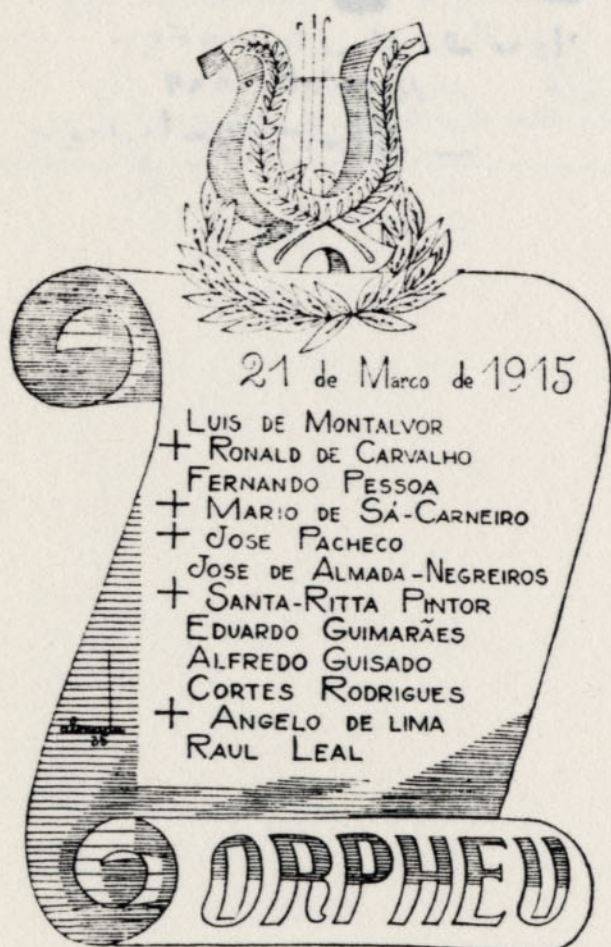 21 de Março de 1915
LUIS DE MONTALVOR
+ RONALD DE CARVALHO
FERNANDO PESSOA
+ MARIO DE SÁ-CARNEIRO
+ JOSE PACHECO
JOSE DE ALMADA-NEGREIROS
+ SANTA-RITTA PINTOR
EDUARDO GUIMARÃES
ALFREDO GUISADO
CORTES RODRIGUES
+ ANGELO DE LIMA
RAUL LEAL
almada
35
ORPHEU